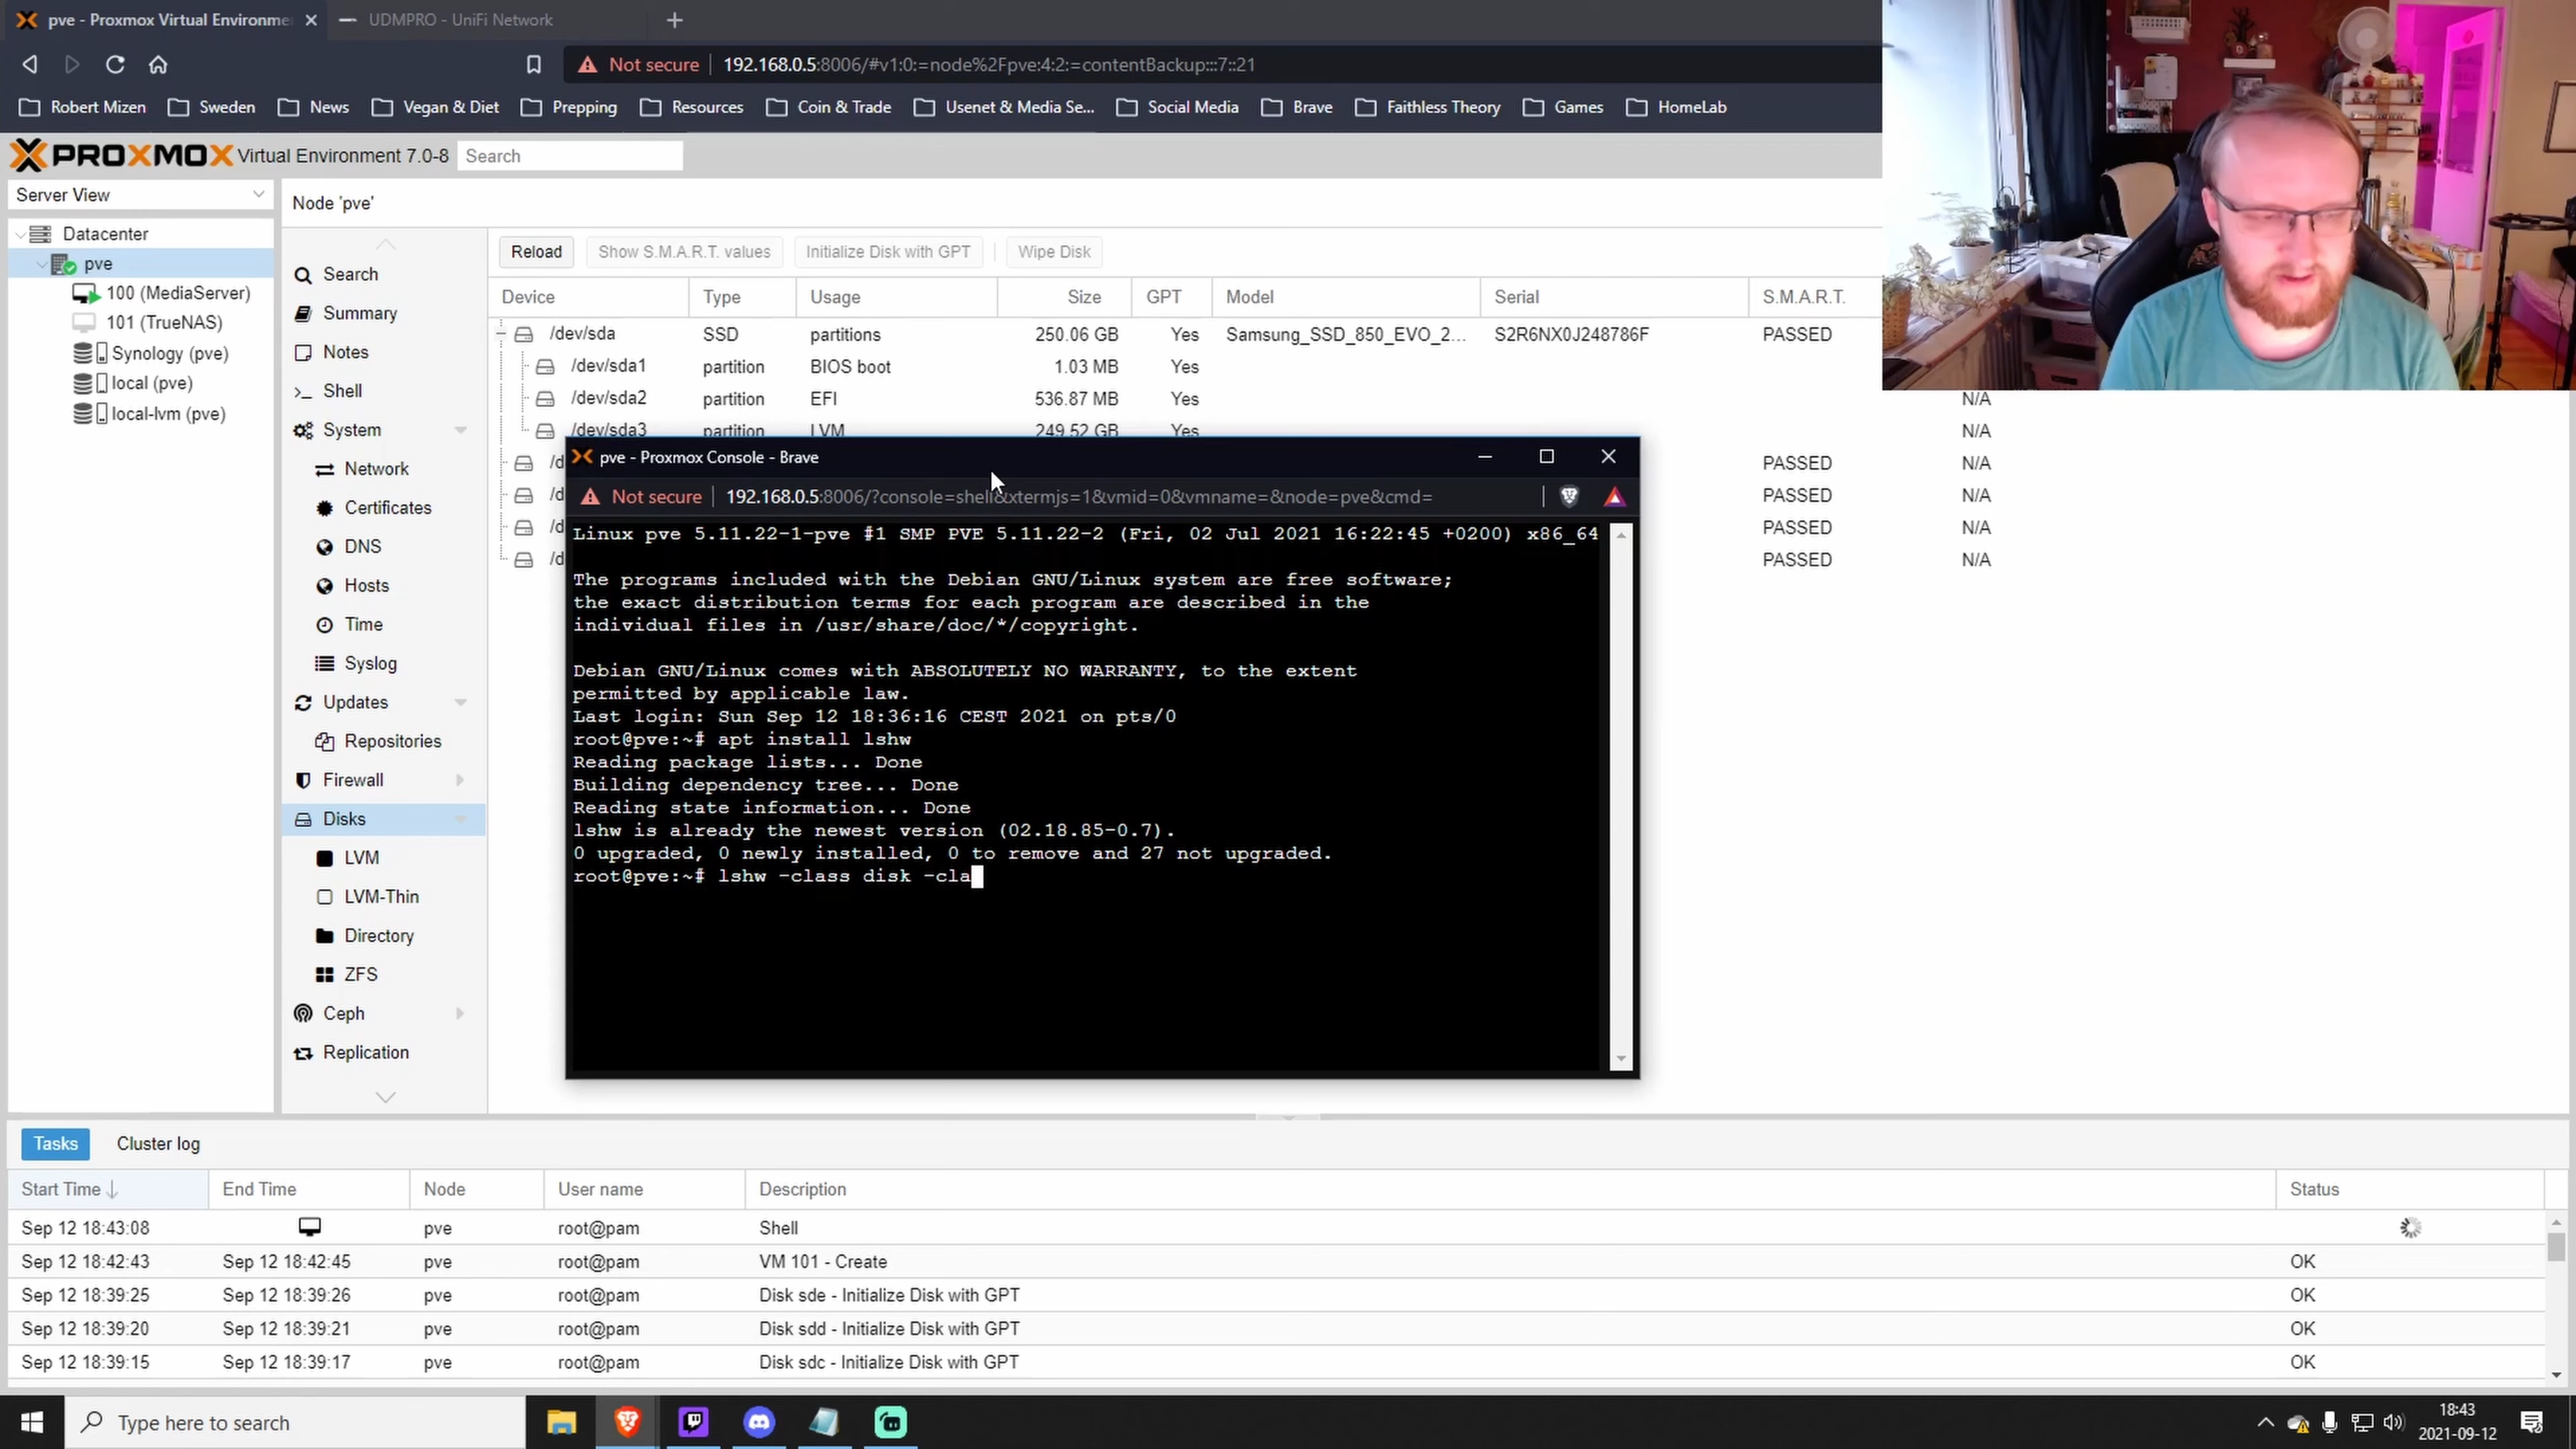 pve - Proxmox Virtual Environme
UDMPRO - UniFi Network
Not secure 192.168.0.5:8006/#v1:0:=node%2Fpve:4:2:=contentBackup:::7::21
Robert Mizen Sweden News Vegan & Diet Prepping Resources Coin & Trade Usenet & Media Se... Social Media Brave Faithless Theory Games HomeLab
PROXMOX Virtual Environment 7.0-8 Search
Server View
Datacenter
pve
100 (MediaServer)
101 (TrueNAS)
Synology (pve)
local (pve)
local-lvm (pve)
Node 'pve'
Search
Summary
Notes
Shell
System
Network
Certificates
DNS
Hosts
Time
Syslog
Updates
Repositories
Firewall
Disks
LVM
LVM-Thin
Directory
ZFS
Ceph
Replication
Reload Show S.M.A.R.T. values Initialize Disk with GPT Wipe Disk
Device Type Usage Size GPT Model Serial S.M.A.R.T.
/dev/sda SSD partitions 250.06 GB Yes Samsung_SSD_850_EVO_2... S2R6NX0J248786F PASSED
/dev/sda1 partition BIOS boot 1.03 MB Yes
/dev/sda2 partition EFI 536.87 MB Yes N/A
/dev/sda3 partition LVM 249.52 GB Yes N/A
PASSED N/A
PASSED N/A
PASSED N/A
PASSED N/A
pve - Proxmox Console - Brave
Not secure 192.168.0.5:8006/?console=shell&xtermjs=1&vmid=0&vmname=&node=pve&cmd=
Linux pve 5.11.22-1-pve #1 SMP PVE 5.11.22-2 (Fri, 02 Jul 2021 16:22:45 +0200) x86_64
The programs included with the Debian GNU/Linux system are free software;
the exact distribution terms for each program are described in the
individual files in /usr/share/doc/*/copyright.
Debian GNU/Linux comes with ABSOLUTELY NO WARRANTY, to the extent
permitted by applicable law.
Last login: Sun Sep 12 18:36:16 CEST 2021 on pts/0
root@pve:~# apt install lshw
Reading package lists... Done
Building dependency tree... Done
Reading state information... Done
lshw is already the newest version (02.18.85-0.7).
0 upgraded, 0 newly installed, 0 to remove and 27 not upgraded.
root@pve:~# lshw -class disk -cla
Tasks Cluster log
Start Time End Time Node User name Description Status
Sep 12 18:43:08 pve root@pam Shell
Sep 12 18:42:43 Sep 12 18:42:45 pve root@pam VM 101 - Create OK
Sep 12 18:39:25 Sep 12 18:39:26 pve root@pam Disk sde - Initialize Disk with GPT OK
Sep 12 18:39:20 Sep 12 18:39:21 pve root@pam Disk sdd - Initialize Disk with GPT OK
Sep 12 18:39:15 Sep 12 18:39:17 pve root@pam Disk sdc - Initialize Disk with GPT OK
Type here to search
18:43
2021-09-12